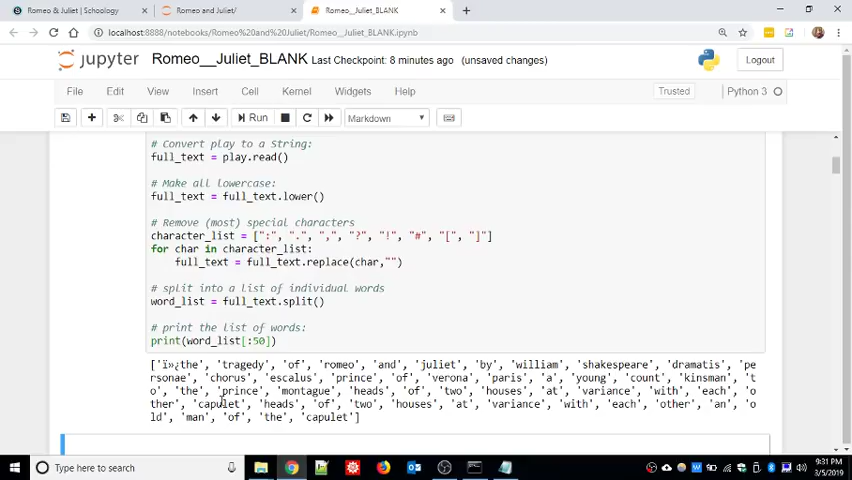 Romeo & Juliet | Schoology
Romeo and Juliet/
Romeo__Juliet_BLANK
localhost:8888/notebooks/Romeo%20and%20Juliet/Romeo__Juliet_BLANK.ipynb
jupyter Romeo__Juliet_BLANK Last Checkpoint: 8 minutes ago (unsaved changes) Logout
File Edit View Insert Cell Kernel Widgets Help Trusted Python 3
Run Markdown
# Convert play to a String:
full_text = play.read()
# Make all lowercase:
full_text = full_text.lower()
# Remove (most) special characters
character_list = [":", ".", ",", "?", "!", "#", "[", "]"]
for char in character_list:
full_text = full_text.replace(char,"")
# split into a list of individual words
word_list = full_text.split()
# print the list of words:
print(word_list[:50])
['ï»¿the', 'tragedy', 'of', 'romeo', 'and', 'juliet', 'by', 'william', 'shakespeare', 'dramatis', 'pe
rsonae', 'chorus', 'escalus', 'prince', 'of', 'verona', 'paris', 'a', 'young', 'count', 'kinsman', 't
o', 'the', 'prince', 'montague', 'heads', 'of', 'two', 'houses', 'at', 'variance', 'with', 'each', 'o
ther', 'capulet', 'heads', 'of', 'two', 'houses', 'at', 'variance', 'with', 'each', 'other', 'an', 'o
ld', 'man', 'of', 'the', 'capulet']
Type here to search
9:31 PM
3/5/2019